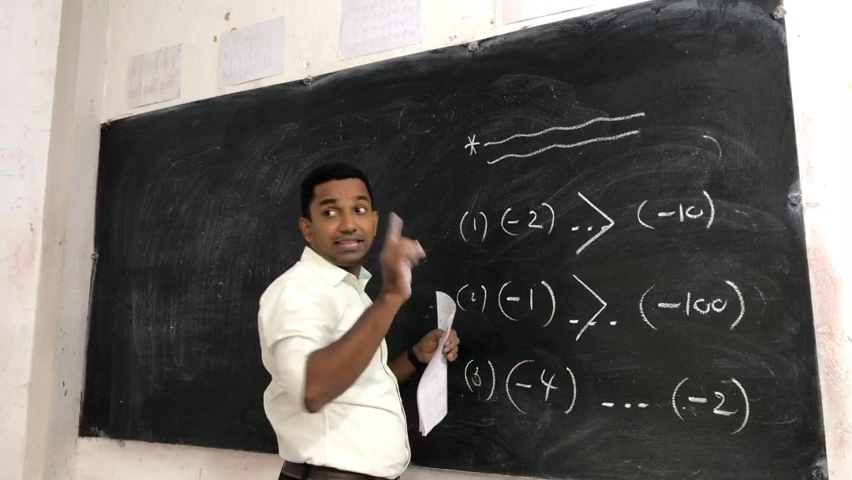 (1) (-2) ...> (-10)
(2) (-1) ...> (-100)
(3) (-4) ... (-2)